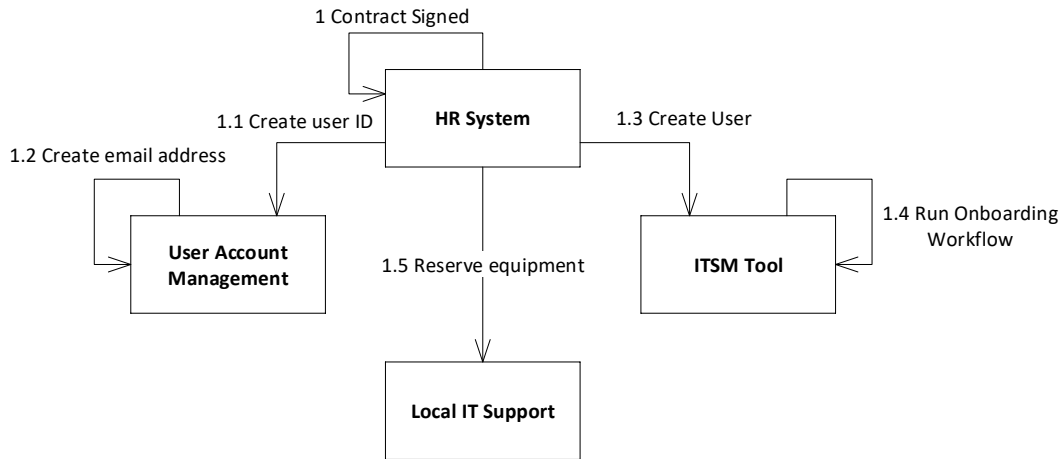 1 Contract Signed
HR System
1.1 Create user ID
1.3 Create User
1.2 Create email address
User Account
Management
1.5 Reserve equipment
ITSM Tool
1.4 Run Onboarding
Workflow
Local IT Support